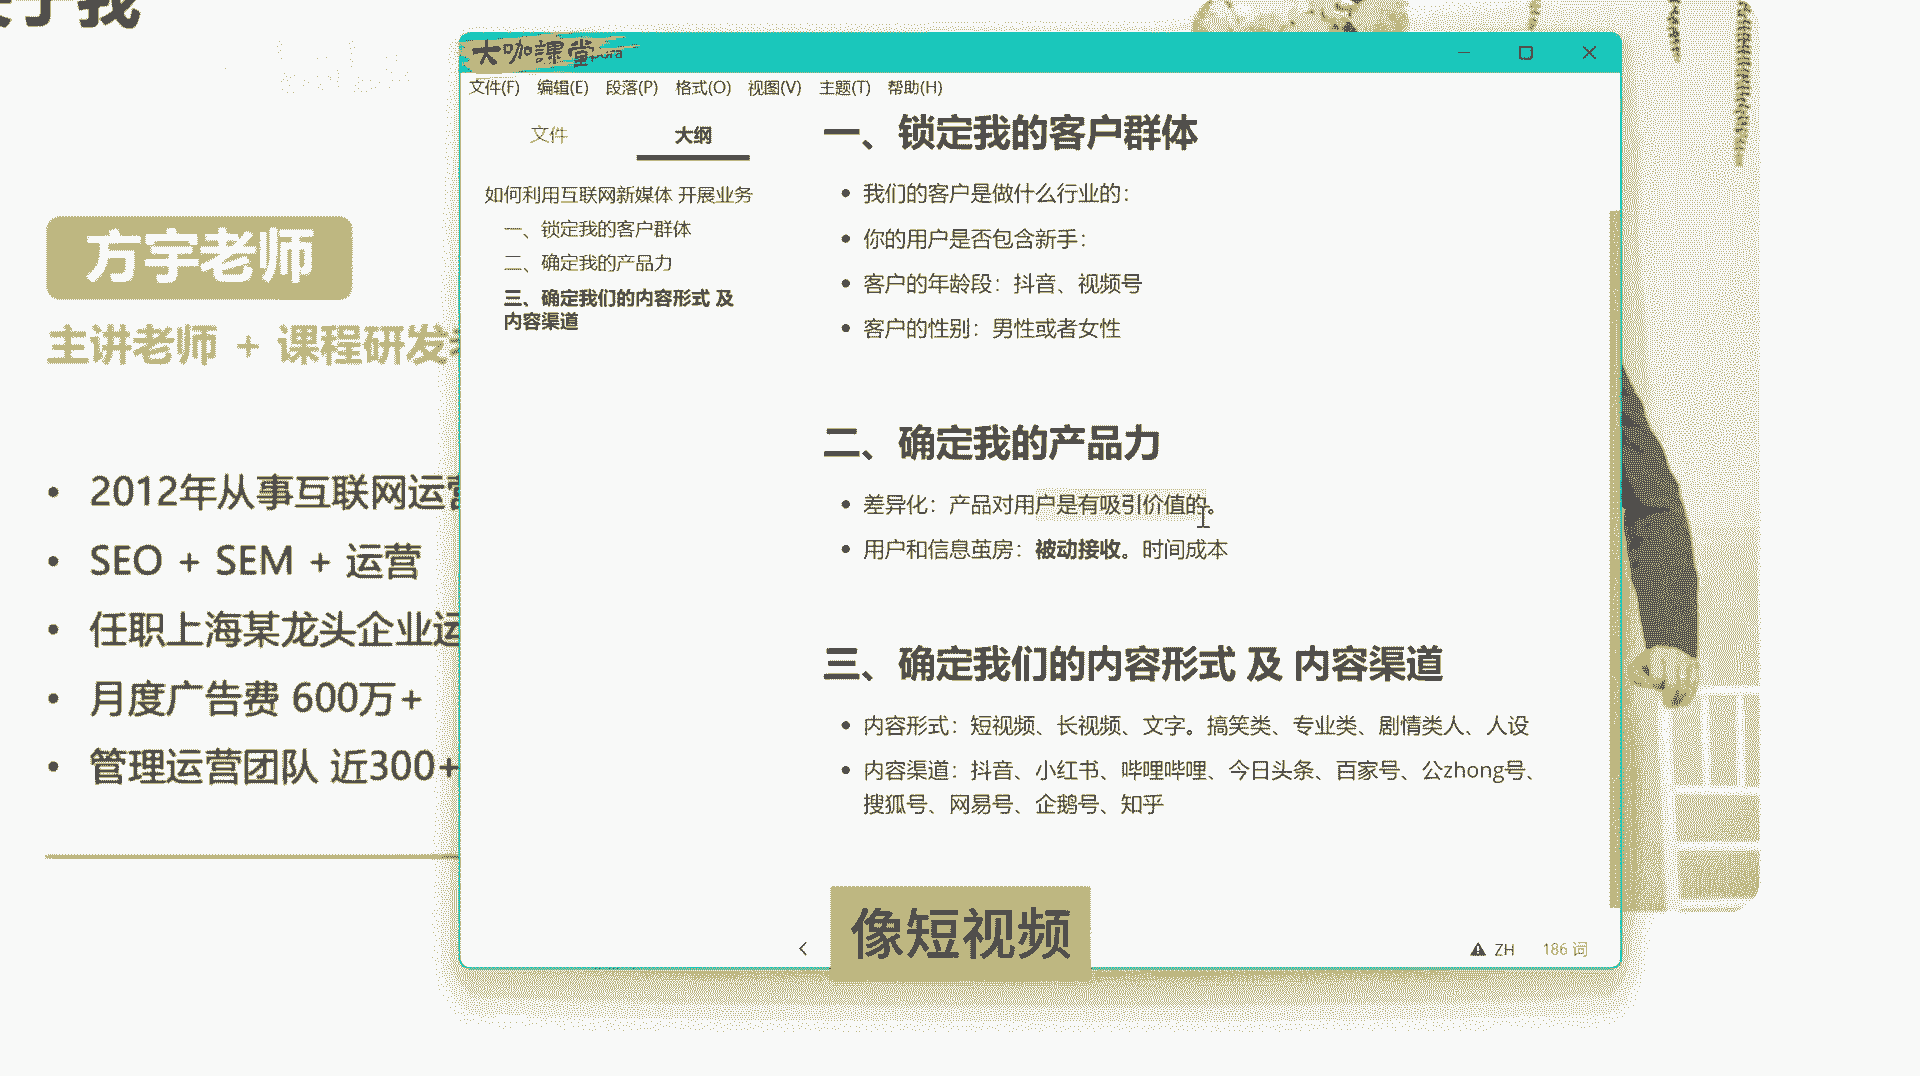 于我
方宇老师
主讲老师 + 课程研发
• 2012年从事互联网运营
• SEO + SEM + 运营
• 任职上海某龙头企业运
• 月度广告费 600万+
• 管理运营团队 近300+
大咖課堂pora
文件(F) 编辑(E) 段落(P) 格式(O) 视图(V) 主题(T) 帮助(H)
文件 大纲
如何利用互联网新媒体 开展业务
一、锁定我的客户群体
二、确定我的产品力
三、确定我们的内容形式 及
内容渠道
一、锁定我的客户群体
• 我们的客户是做什么行业的：
• 你的用户是否包含新手：
• 客户的年龄段：抖音、视频号
• 客户的性别：男性或者女性
二、确定我的产品力
• 差异化：产品对用户是有吸引价值的。
• 用户和信息茧房：被动接收。时间成本
三、确定我们的内容形式 及 内容渠道
• 内容形式：短视频、长视频、文字。搞笑类、专业类、剧情类人、人设
• 内容渠道：抖音、小红书、哔哩哔哩、今日头条、百家号、公zhong号、
搜狐号、网易号、企鹅号、知乎
像短视频
ZH 186 词